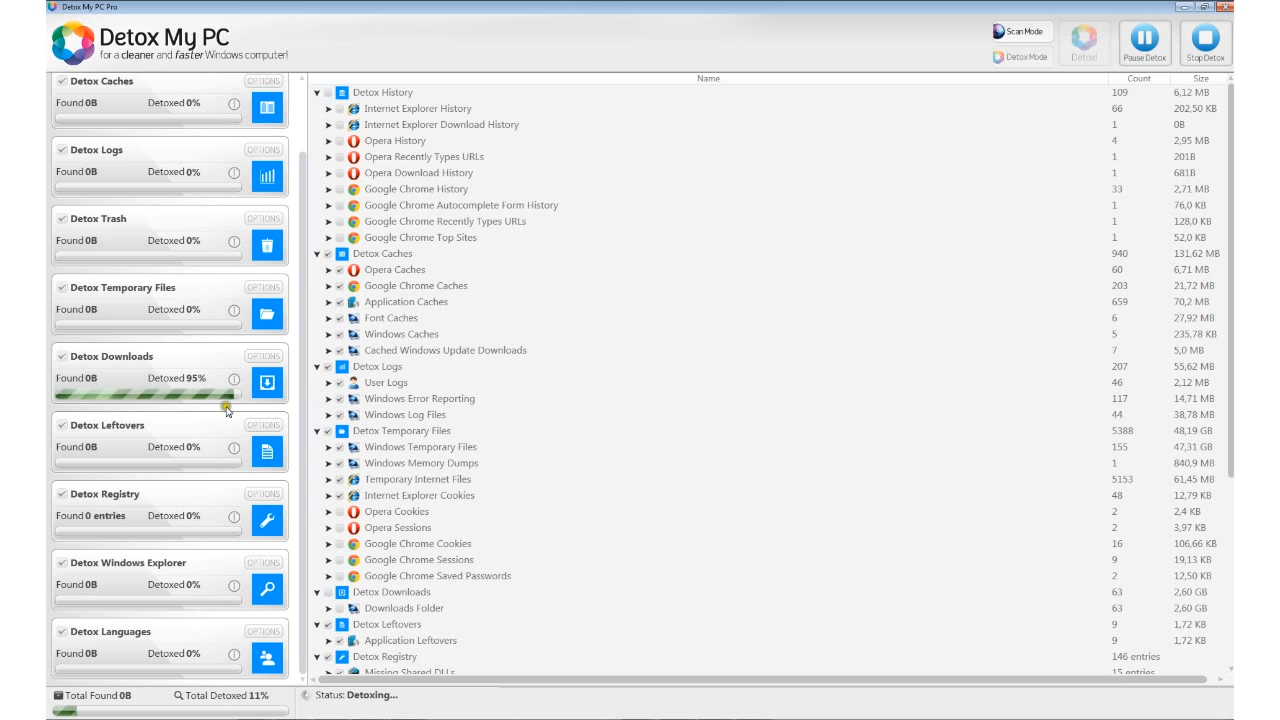 Detox My PC Pro
Detox My PC
for a cleaner and faster Windows computer!
Scan Mode
Detox Mode
Detox!
Pause Detox
Stop Detox
Detox Caches OPTIONS
Found 0B Detoxed 0%
Detox Logs OPTIONS
Found 0B Detoxed 0%
Detox Trash OPTIONS
Found 0B Detoxed 0%
Detox Temporary Files OPTIONS
Found 0B Detoxed 0%
Detox Downloads OPTIONS
Found 0B Detoxed 95%
Detox Leftovers OPTIONS
Found 0B Detoxed 0%
Detox Registry OPTIONS
Found 0 entries Detoxed 0%
Detox Windows Explorer OPTIONS
Found 0B Detoxed 0%
Detox Languages OPTIONS
Found 0B Detoxed 0%
Name Count Size
Detox History 109 6,12 MB
Internet Explorer History 66 202,50 KB
Internet Explorer Download History 1 0B
Opera History 4 2,95 MB
Opera Recently Types URLs 1 201B
Opera Download History 1 681B
Google Chrome History 33 2,71 MB
Google Chrome Autocomplete Form History 1 76,0 KB
Google Chrome Recently Types URLs 1 128,0 KB
Google Chrome Top Sites 1 52,0 KB
Detox Caches 940 131,62 MB
Opera Caches 60 6,71 MB
Google Chrome Caches 203 21,72 MB
Application Caches 659 70,2 MB
Font Caches 6 27,92 MB
Windows Caches 5 235,78 KB
Cached Windows Update Downloads 7 5,0 MB
Detox Logs 207 55,62 MB
User Logs 46 2,12 MB
Windows Error Reporting 117 14,71 MB
Windows Log Files 44 38,78 MB
Detox Temporary Files 5388 48,19 GB
Windows Temporary Files 155 47,31 GB
Windows Memory Dumps 1 840,9 MB
Temporary Internet Files 5153 61,45 MB
Internet Explorer Cookies 48 12,79 KB
Opera Cookies 2 2,4 KB
Opera Sessions 2 3,97 KB
Google Chrome Cookies 16 106,66 KB
Google Chrome Sessions 9 19,13 KB
Google Chrome Saved Passwords 2 12,50 KB
Detox Downloads 63 2,60 GB
Downloads Folder 63 2,60 GB
Detox Leftovers 9 1,72 KB
Application Leftovers 9 1,72 KB
Detox Registry 146 entries
Missing Shared DLLs 15 entries
Total Found 0B Total Detoxed 11% Status: Detoxing...